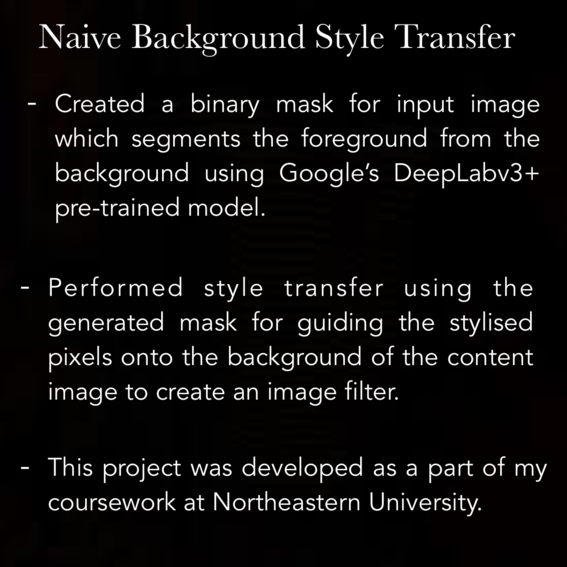 Naive Background Style Transfer
- Created a binary mask for input image
which segments the foreground from the
background using Google's DeepLabv3+
pre-trained model.
- Performed style transfer using the
generated mask for guiding the stylised
pixels onto the background of the content
image to create an image filter.
- This project was developed as a part of my
coursework at Northeastern University.